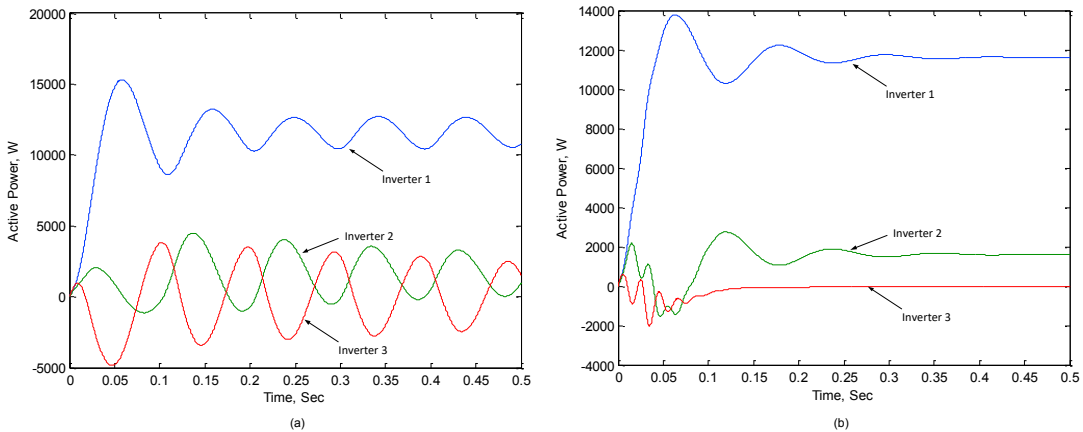 20000
15000
10000
5000
0
-5000
Active Power, W
0 0.05 0.1 0.15 0.2 0.25 0.3 0.35 0.4 0.45 0.5
Time, Sec
Inverter 1
Inverter 2
Inverter 3
(a)
14000
12000
10000
8000
6000
4000
2000
0
-2000
-4000
Active Power, W
0 0.05 0.1 0.15 0.2 0.25 0.3 0.35 0.4 0.45 0.5
Time, Sec
Inverter 1
Inverter 2
Inverter 3
(b)